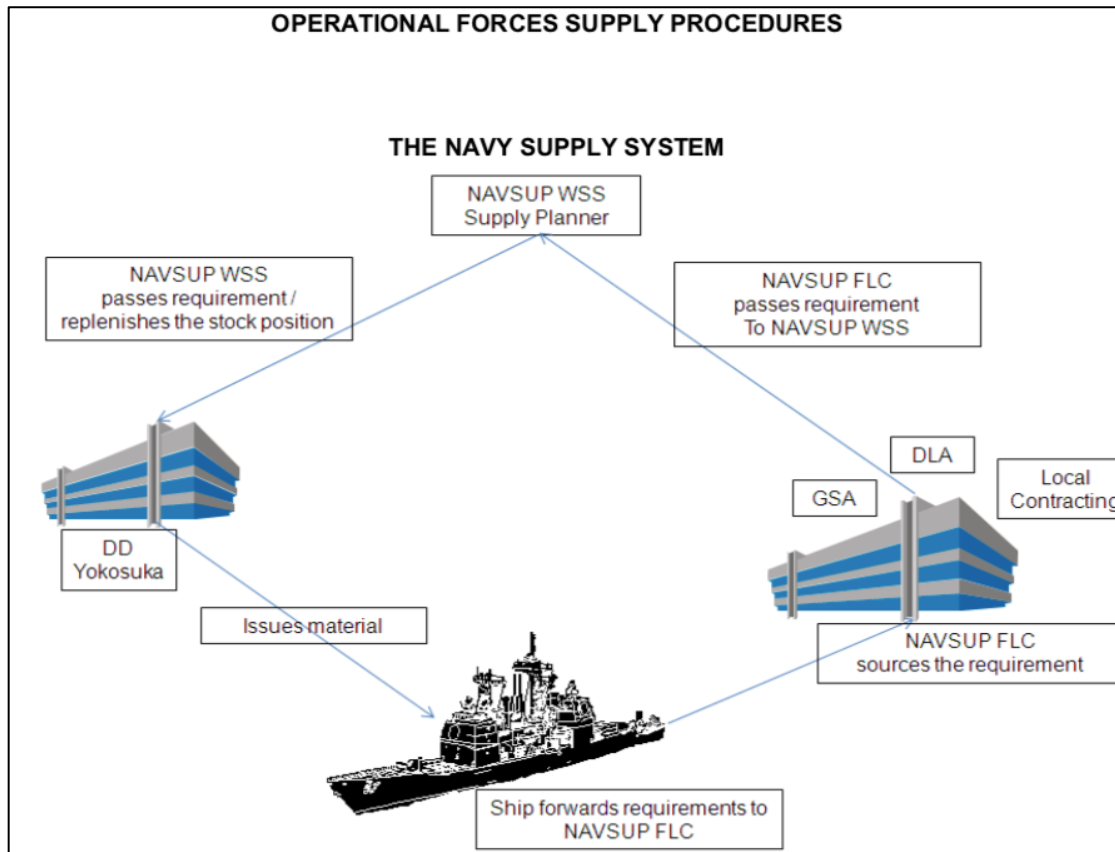 OPERATIONAL FORCES SUPPLY PROCEDURES
THE NAVY SUPPLY SYSTEM
NAVSUP WSS
Supply Planner
NAVSUP WSS
passes requirement /
replenishes the stock position
NAVSUP FLC
passes requirement
To NAVSUP WSS
DLA
GSA
Local
Contracting
DD
Yokosuka
Issues material
NAVSUP FLC
sources the requirement
Ship forwards requirements to
NAVSUP FLC